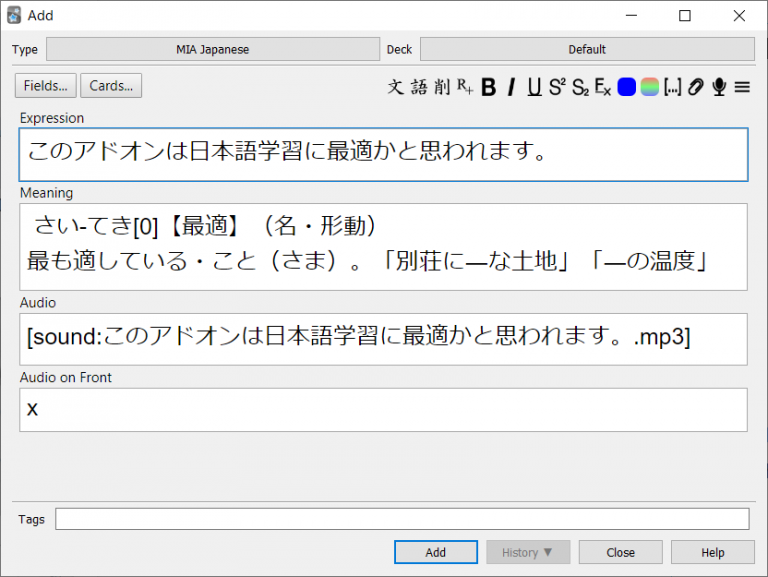 Add
Type MIA Japanese Deck Default
Fields... Cards... 文 語 削 R+ B I U S² S₂ Ex [...]
Expression
このアドオンは日本語学習に最適かと思われます。
Meaning
さい-てき[0]【最適】（名・形動）
最も適している・こと（さま）。「別荘に―な土地」「―の温度」
Audio
[sound:このアドオンは日本語学習に最適かと思われます。.mp3]
Audio on Front
x
Tags
Add History ▼ Close Help